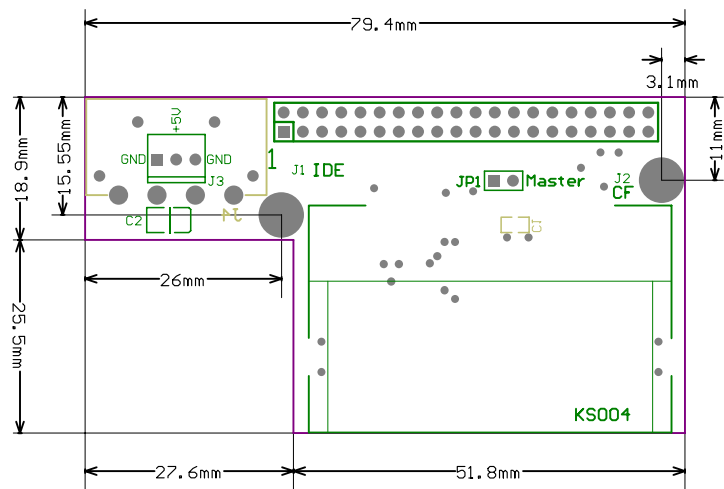 79.4mm
3.1mm
18.6mm
15.55mm
11mm
+5V
GND
GND
J3
1
J1
IDE
JP1
Master
J2
CF
C2
J4
C1
26mm
25.5mm
KS004
27.6mm
51.8mm